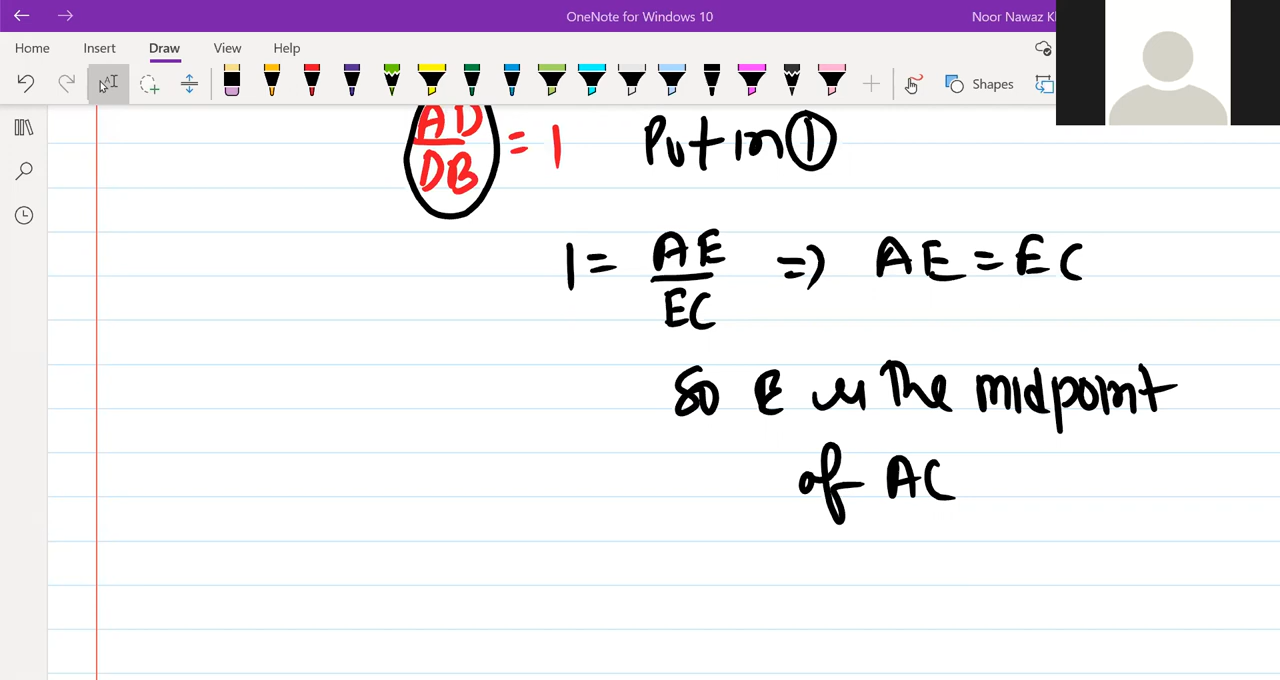 OneNote for Windows 10
Noor Nawaz Kh
Home Insert Draw View Help
Shapes
AD/DB = 1 Put in ①
1 = AE/EC => AE = EC
So E is the midpoint
of AC